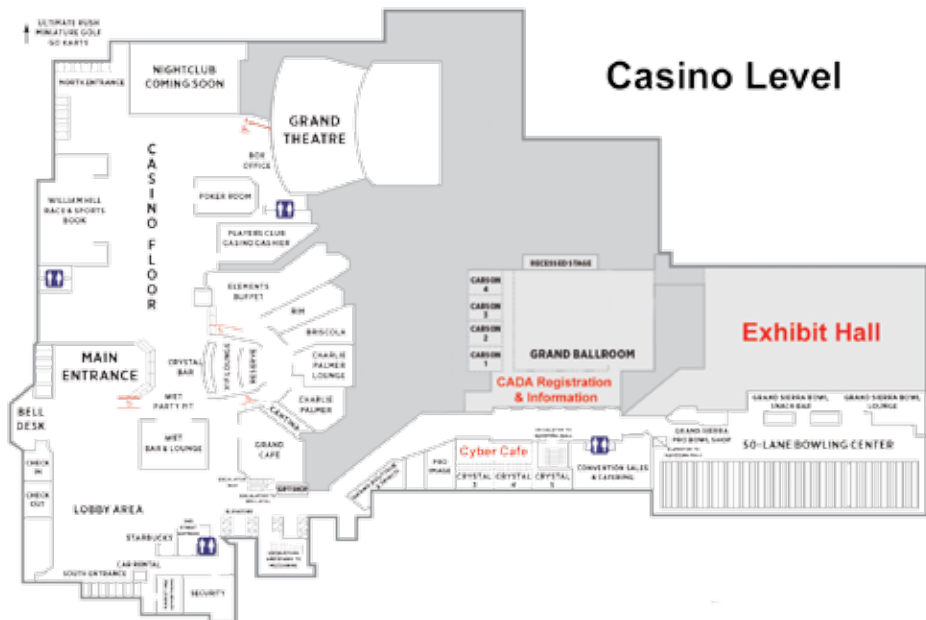 ULTIMATE RUSH
MINIATURE GOLF
GO KARTS
Casino Level
NORTH ENTRANCE
NIGHTCLUB
COMING SOON
GRAND
THEATRE
BOX
OFFICE
CASINO FLOOR
WILLIAM HILL
RACE & SPORTS
BOOK
POKER ROOM
PLAYERS CLUB
CASINO CASHIER
ELEMENTS
BUFFET
RIM
BRISCOLA
CHARLIE
PALMER
LOUNGE
CHARLIE
PALMER
RECESSED STAGE
CARSON
4
CARSON
3
CARSON
2
CARSON
1
GRAND BALLROOM
CADA Registration
& Information
Exhibit Hall
MAIN
ENTRANCE
CRYSTAL
BAR
VIP LOUNGE
RESERVE
CANTINA
WET
PARTY PIT
WET
BAR & LOUNGE
GRAND
CAFE
BELL
DESK
CHECK
IN
CHECK
OUT
LOBBY AREA
STARBUCKS
CAR RENTAL
SOUTH ENTRANCE
SECURITY
GIFT SHOP
ELEVATORS
PRO
IMAGE
Cyber Cafe
CRYSTAL
3
CRYSTAL
4
CRYSTAL
5
CONVENTION SALES
& CATERING
GRAND SIERRA
PRO BOWL SHOP
GRAND SIERRA BOWL
SNACK BAR
GRAND SIERRA BOWL
LOUNGE
50-LANE BOWLING CENTER